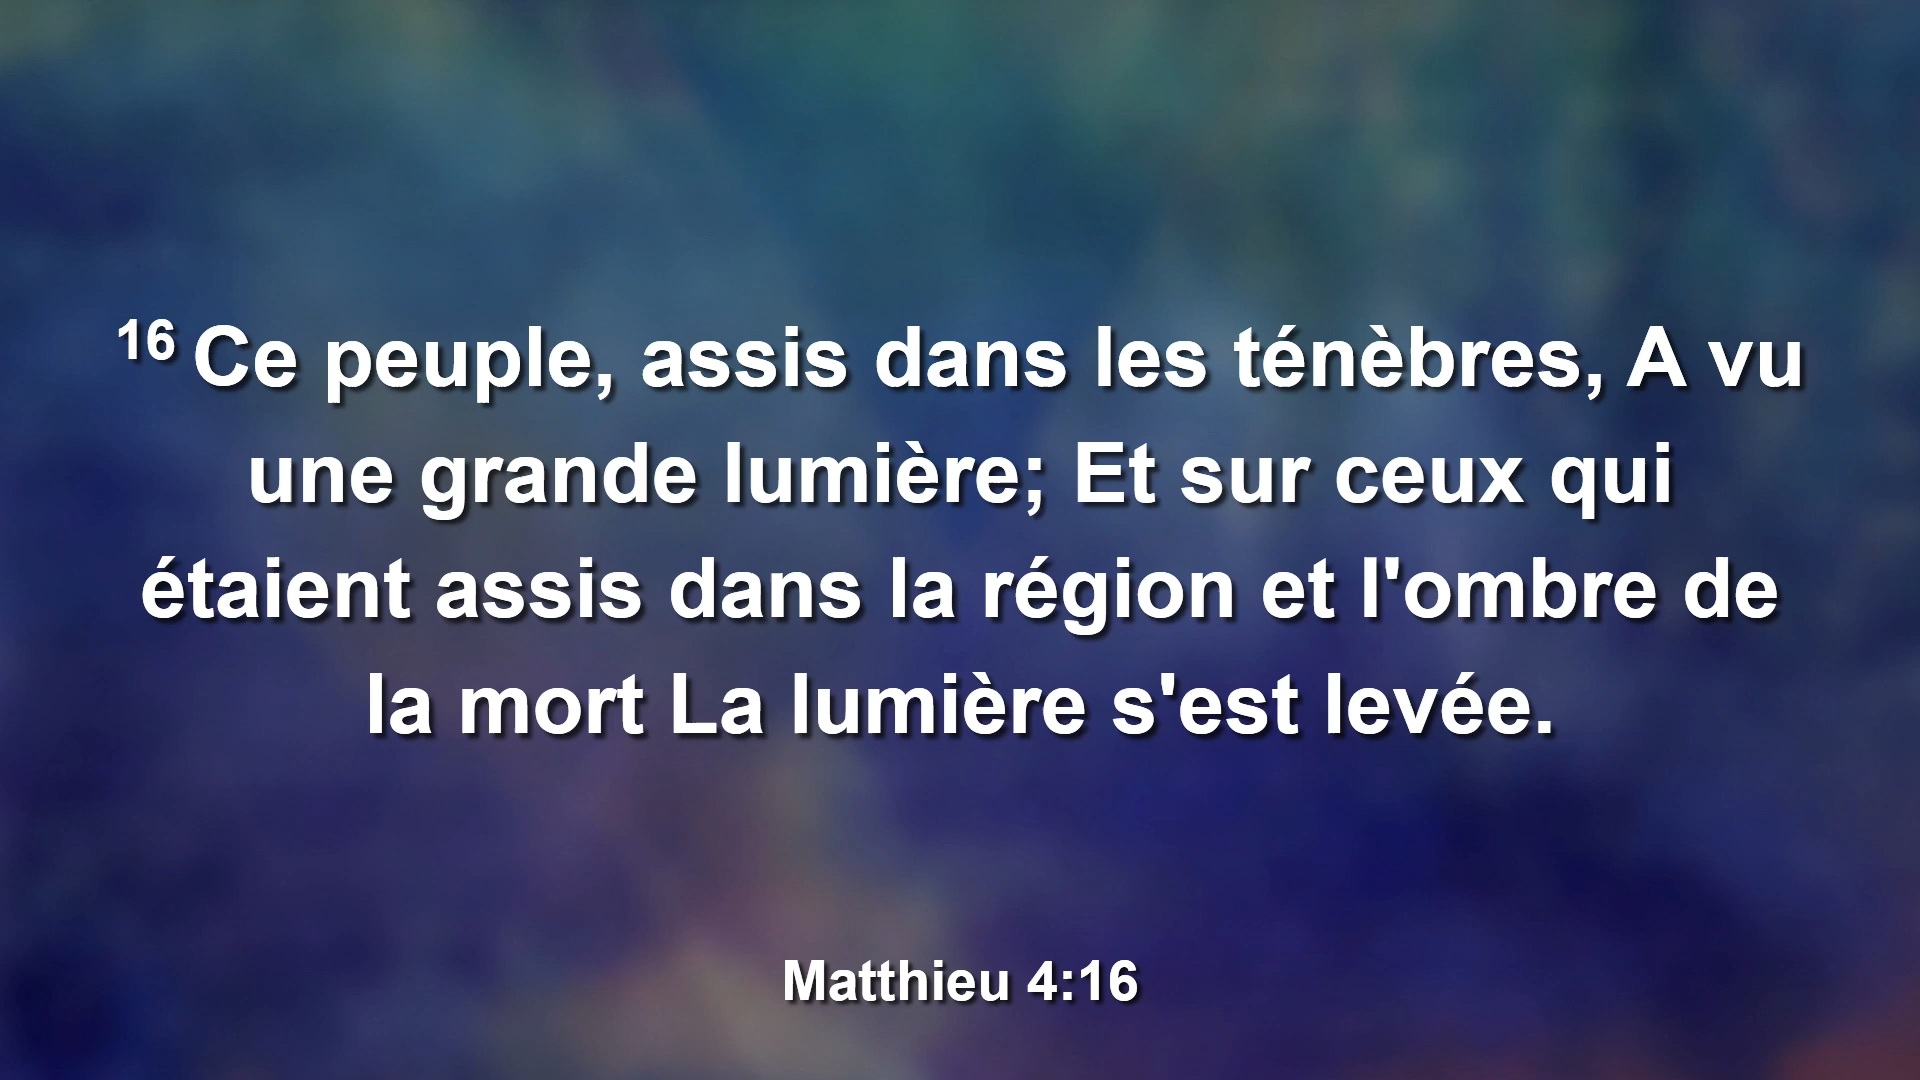 16 Ce peuple, assis dans les ténèbres, A vu
une grande lumière; Et sur ceux qui
étaient assis dans la région et l'ombre de
la mort La lumière s'est levée.
Matthieu 4:16